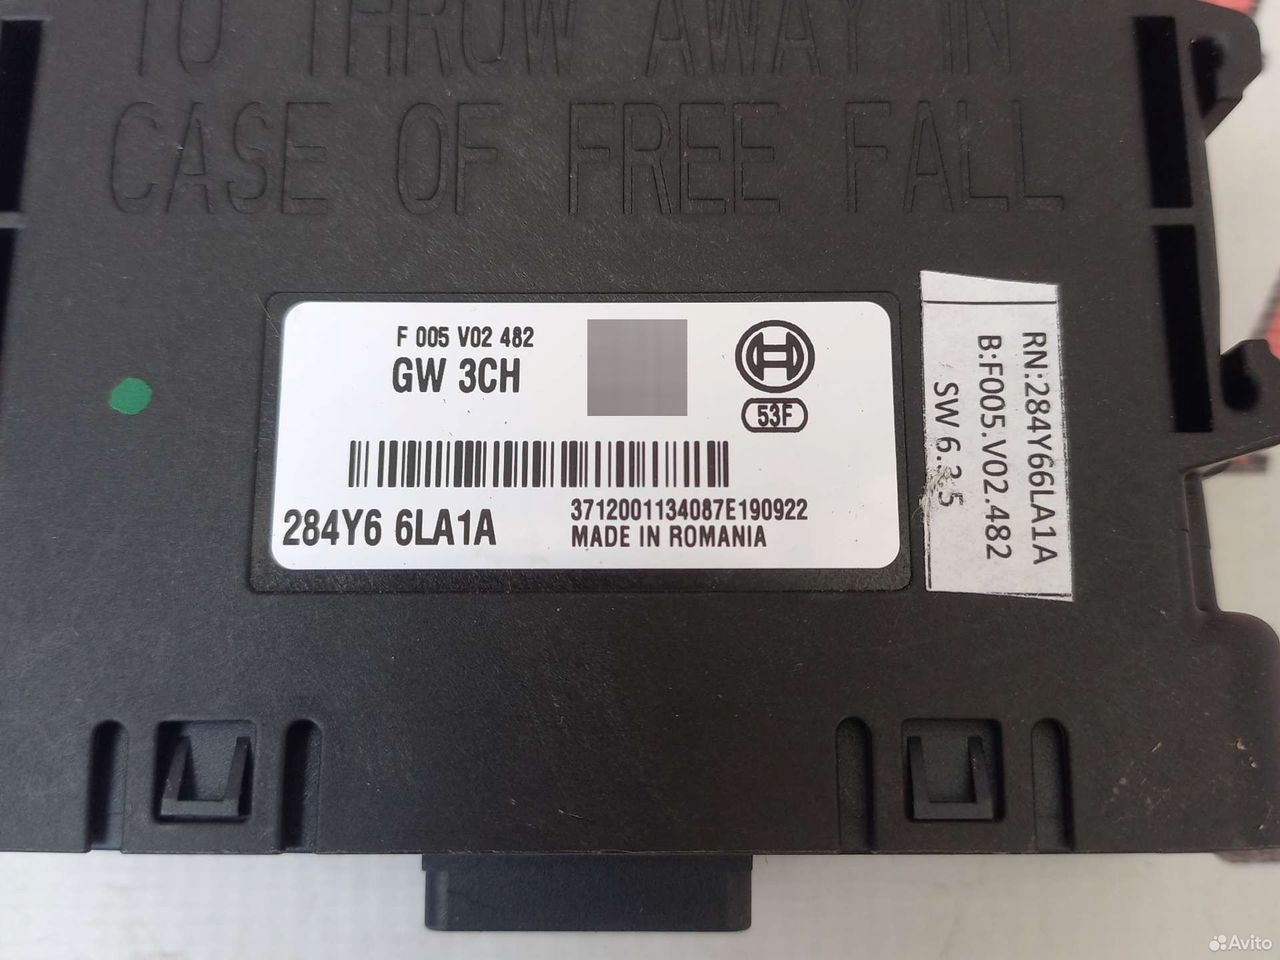 TO THROW AWAY IN
CASE OF FREE FALL
F 005 V02 482
GW 3CH
53F
284Y6 6LA1A
3712001134087E190922
MADE IN ROMANIA
RN:284Y66LA1A
B:F005.V02.482
SW 6.3.5
Avito